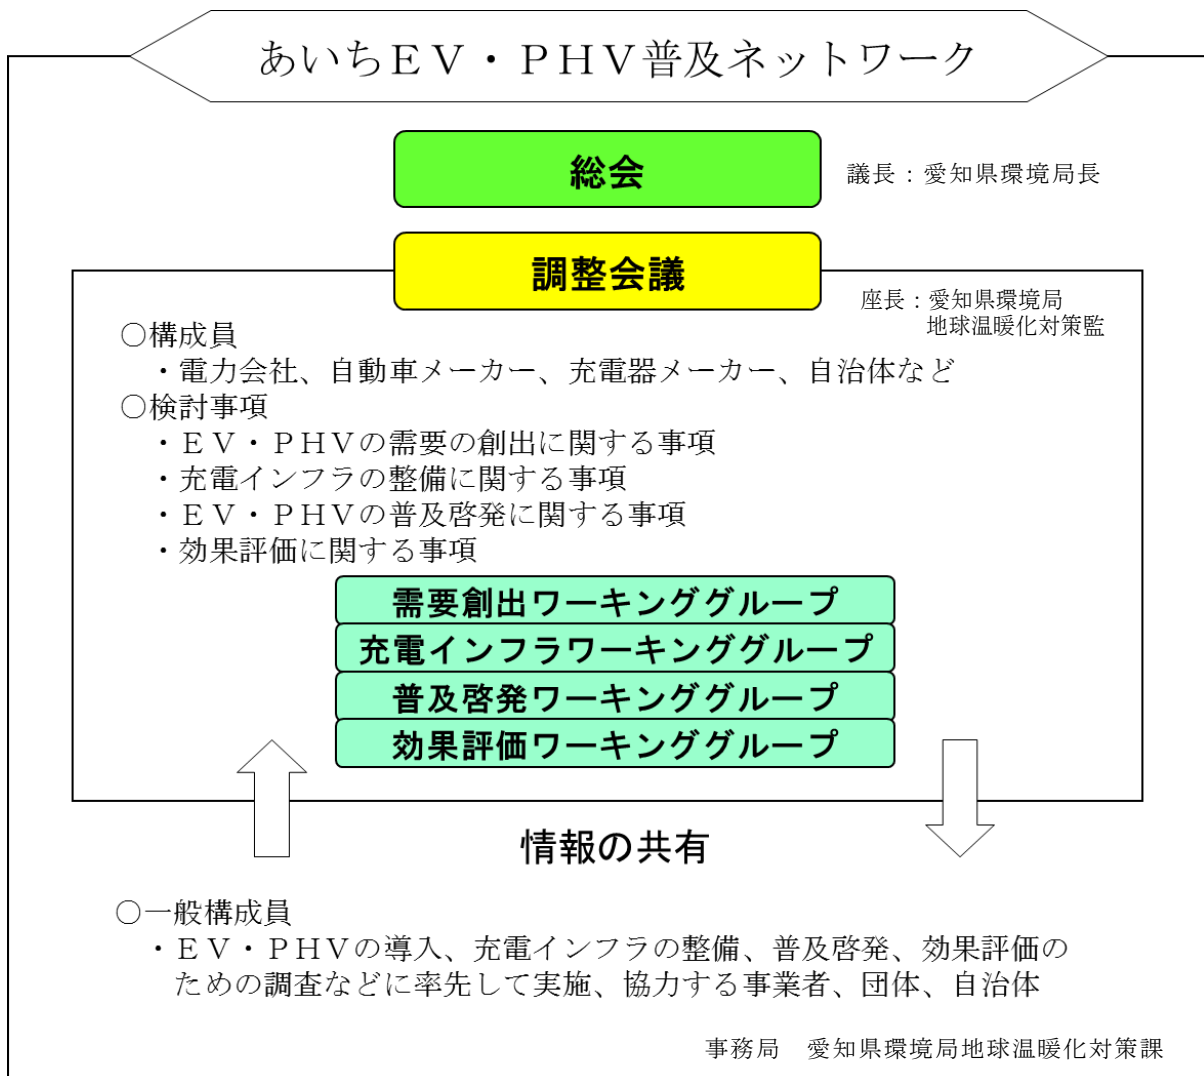 あいちＥＶ・ＰＨＶ普及ネットワーク
総会
議長：愛知県環境局長
調整会議
座長：愛知県環境局
地球温暖化対策監
○構成員
・電力会社、自動車メーカー、充電器メーカー、自治体など
○検討事項
・ＥＶ・ＰＨＶの需要の創出に関する事項
・充電インフラの整備に関する事項
・ＥＶ・ＰＨＶの普及啓発に関する事項
・効果評価に関する事項
需要創出ワーキンググループ
充電インフラワーキンググループ
普及啓発ワーキンググループ
効果評価ワーキンググループ
情報の共有
○一般構成員
・ＥＶ・ＰＨＶの導入、充電インフラの整備、普及啓発、効果評価の
ための調査などに率先して実施、協力する事業者、団体、自治体
事務局　愛知県環境局地球温暖化対策課